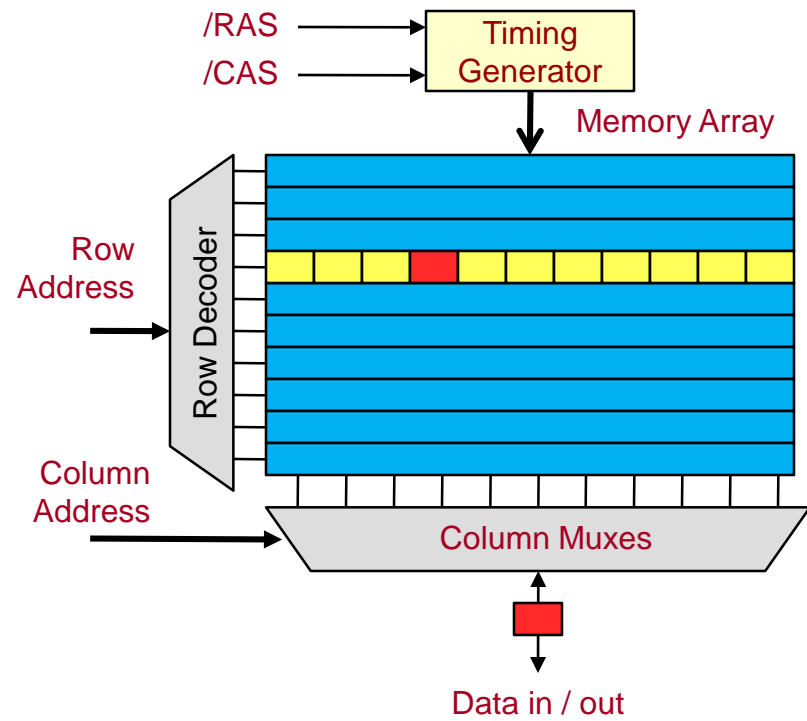 /RAS
/CAS
Timing
Generator
Memory Array
Row
Address
Row Decoder
Column
Address
Column Muxes
Data in / out